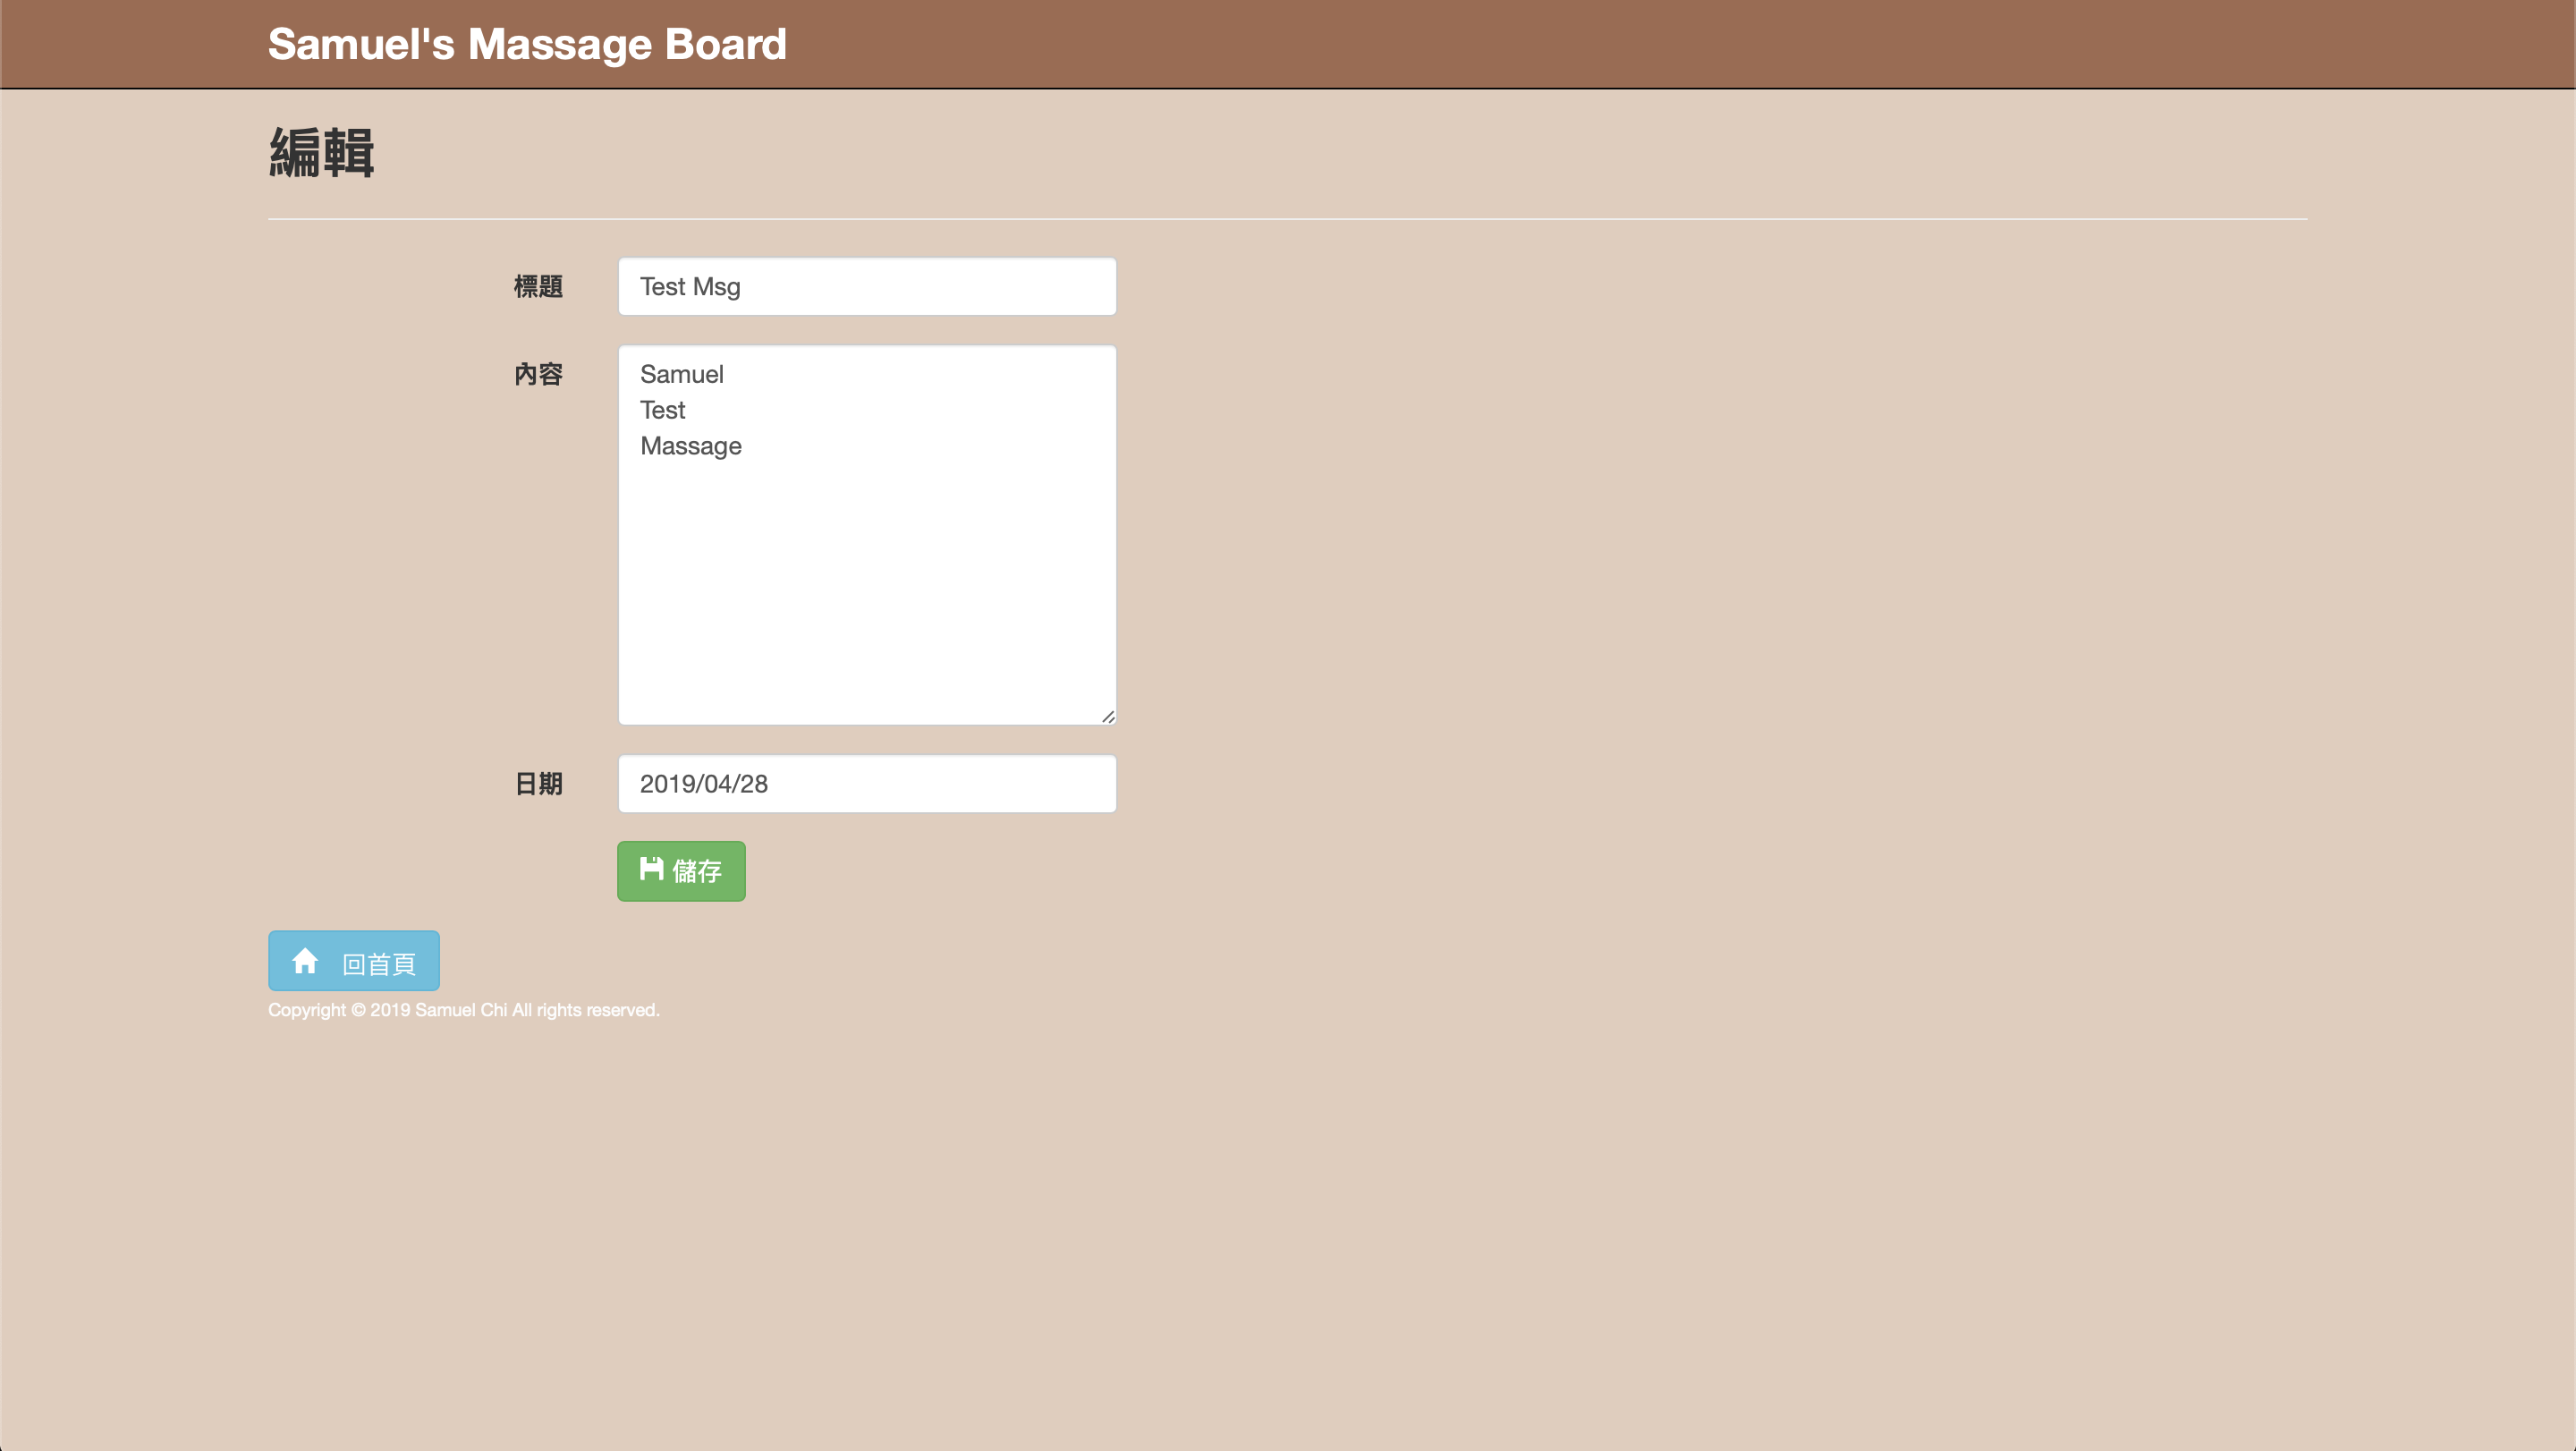 Samuel's Massage Board
編輯
標題
Test Msg
內容
Samuel
Test
Massage
日期
2019/04/28
儲存
回首頁
Copyright © 2019 Samuel Chi All rights reserved.